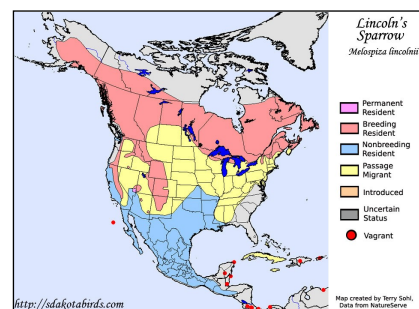 Lincoln's
Sparrow
Melospiza lincolnii
Permanent
Resident
Breeding
Resident
Nonbreeding
Resident
Passage
Migrant
Introduced
Uncertain
Status
Vagrant
http://sdakotabirds.com
Map created by Terry Sohl,
Data from NatureServe